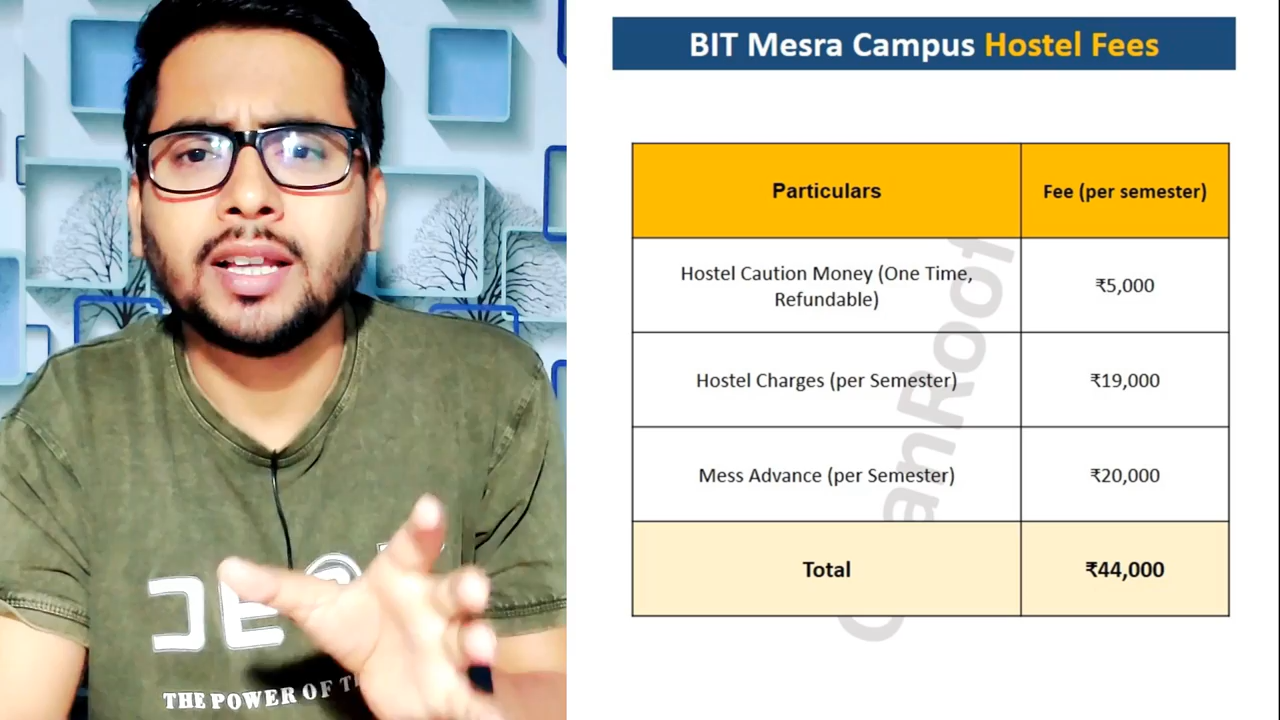 BIT Mesra Campus Hostel Fees
Particulars
Fee (per semester)
Hostel Caution Money (One Time,
Refundable)
₹5,000
Hostel Charges (per Semester)
₹19,000
Mess Advance (per Semester)
₹20,000
Total
₹44,000
THE POWER OF